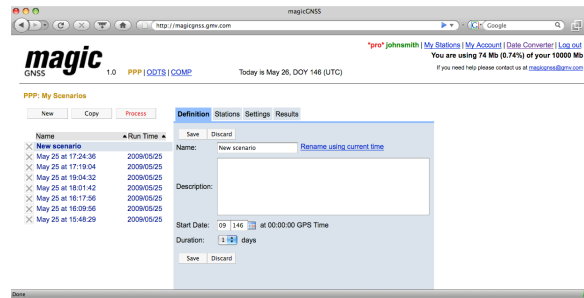 magicGNSS
http://magicgnss.gmv.com
Google
*pro* johnsmith | My Stations | My Account | Date Converter | Log out
You are using 74 Mb (0.74%) of your 10000 Mb
If you need help please contact us at magicgnss@gmv.com
magic
GNSS 1.0 PPP | ODTS | COMP Today is May 26, DOY 146 (UTC)
PPP: My Scenarios
New Copy Process
Definition Stations Settings Results
Save Discard
Name Run Time
New scenario
May 25 at 17:24:36 2009/05/25
May 25 at 17:19:04 2009/05/25
May 25 at 19:04:32 2009/05/25
May 25 at 18:01:42 2009/05/25
May 25 at 16:17:56 2009/05/25
May 25 at 16:09:56 2009/05/25
May 25 at 15:48:29 2009/05/25
Name: New scenario Rename using current time
Description:
Start Date: 09 146 at 00:00:00 GPS Time
Duration: 1 days
Save Discard
Done